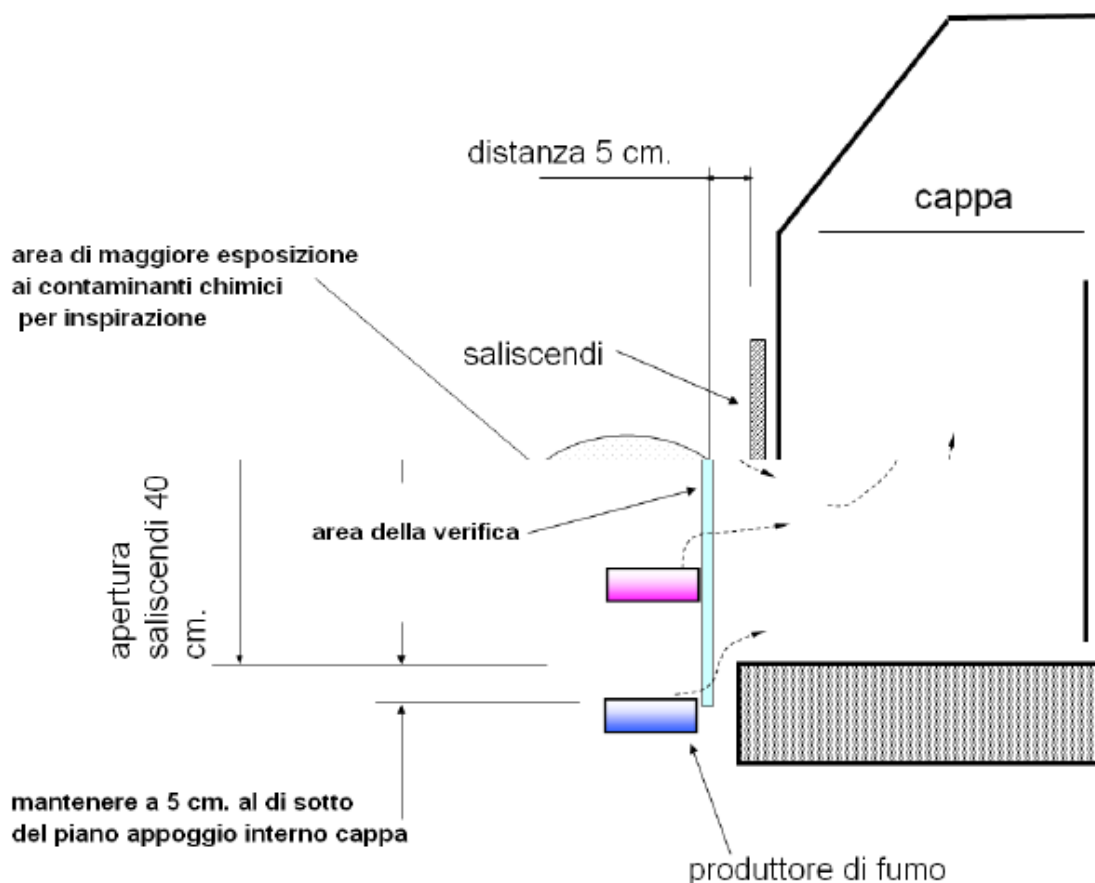 distanza 5 cm.
cappa
area di maggiore esposizione
ai contaminanti chimici
per inspirazione
saliscendi
area della verifica
apertura
saliscendi 40
cm.
mantenere a 5 cm. al di sotto
del piano appoggio interno cappa
produttore di fumo